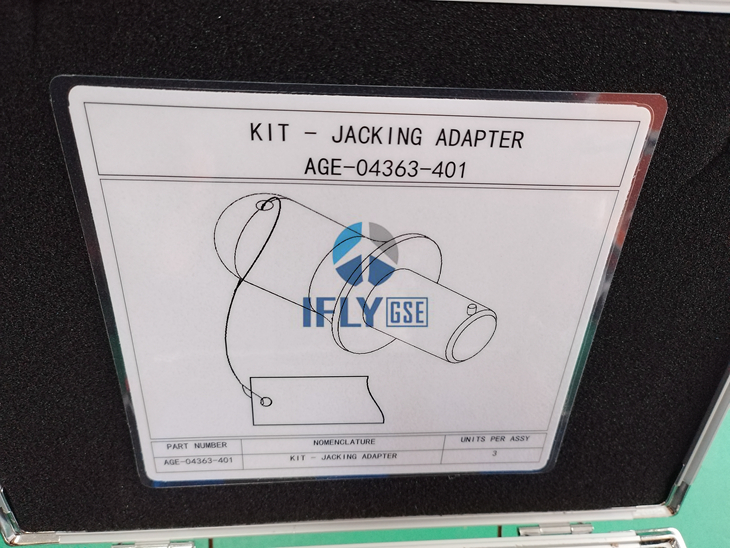 KIT - JACKING ADAPTER
AGE-04363-401
IFLY GSE
PART NUMBER NOMENCLATURE UNITS PER ASSY
AGE-04363-401 KIT - JACKING ADAPTER 3